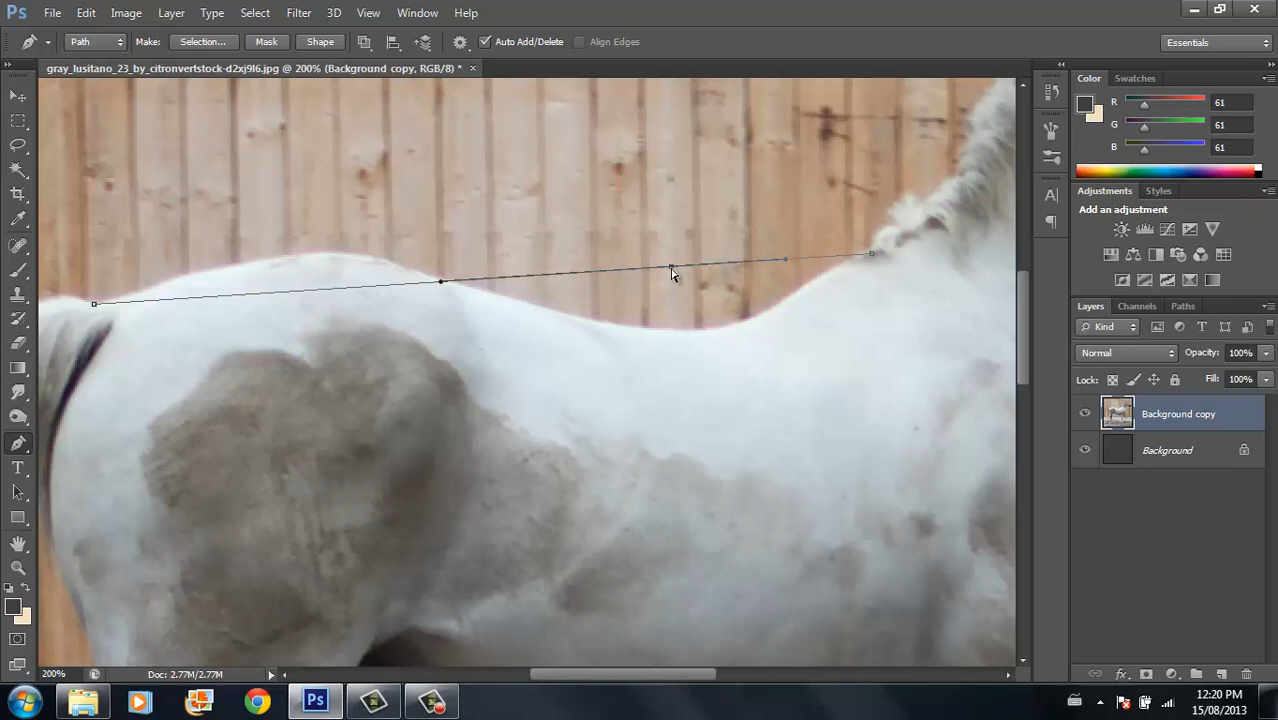 Ps File Edit Image Layer Type Select Filter 3D View Window Help
Path Make: Selection... Mask Shape Auto Add/Delete Align Edges Essentials
gray_lusitano_23_by_citronvertstock-d2xj9l6.jpg @ 200% (Background copy, RGB/8) *
Color Swatches
R 61
G 61
B 61
Adjustments Styles
Add an adjustment
Layers Channels Paths
Kind
Normal Opacity: 100%
Lock: Fill: 100%
Background copy
Background
200% Doc: 2.77M/2.77M
Ps
12:20 PM
15/08/2013